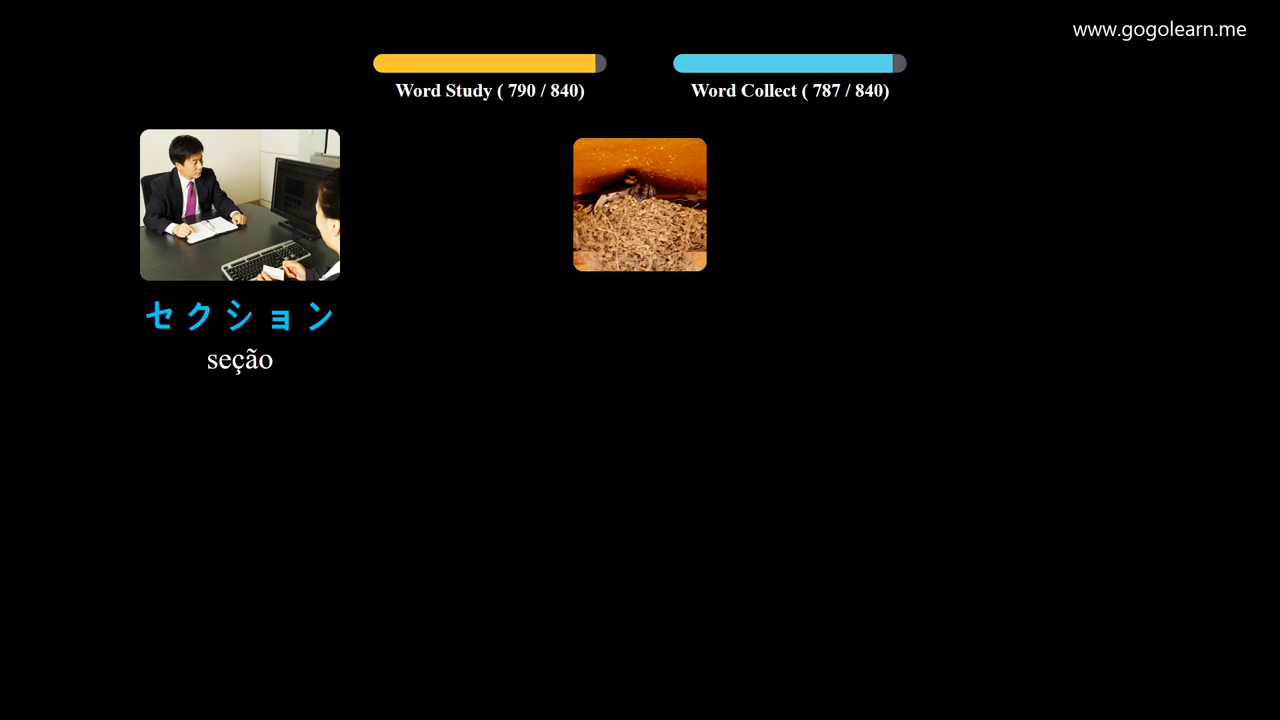 www.gogolearn.me
Word Study ( 790 / 840)
Word Collect ( 787 / 840)
セクション
seção